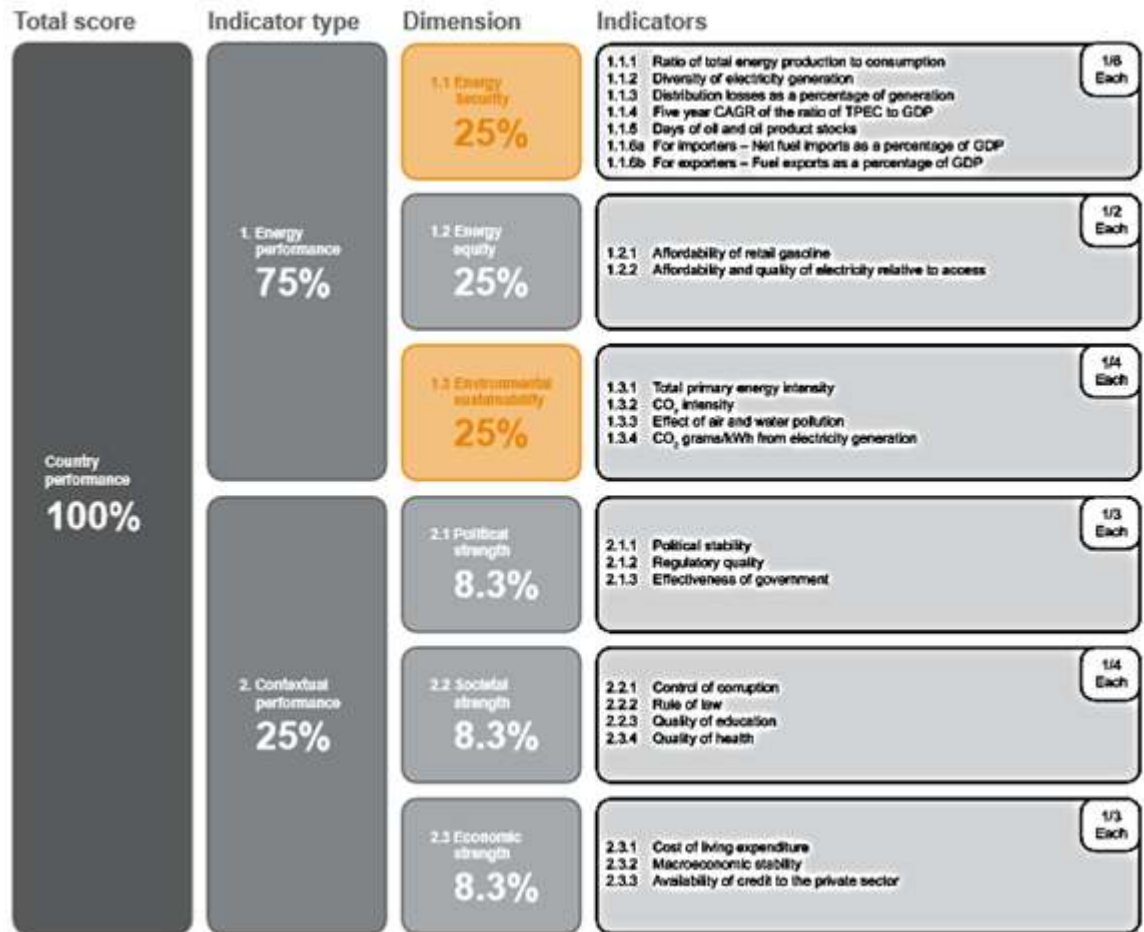 Total score
Indicator type
Dimension
Indicators
Country
performance
100%
1. Energy
performance
75%
1.1 Energy
Security
25%
1.1.1 Ratio of total energy production to consumption
1.1.2 Diversity of electricity generation
1.1.3 Distribution losses as a percentage of generation
1.1.4 Five year CAGR of the ratio of TPEC to GDP
1.1.5 Days of oil and oil product stocks
1.1.6a For importers – Net fuel imports as a percentage of GDP
1.1.6b For exporters – Fuel exports as a percentage of GDP
1/6
Each
1.2 Energy
equity
25%
1.2.1 Affordability of retail gasoline
1.2.2 Affordability and quality of electricity relative to access
1/2
Each
1.3 Environmental
sustainability
25%
1.3.1 Total primary energy intensity
1.3.2 CO₂ intensity
1.3.3 Effect of air and water pollution
1.3.4 CO₂ grams/kWh from electricity generation
1/4
Each
2. Contextual
performance
25%
2.1 Political
strength
8.3%
2.1.1 Political stability
2.1.2 Regulatory quality
2.1.3 Effectiveness of government
1/3
Each
2.2 Societal
strength
8.3%
2.2.1 Control of corruption
2.2.2 Rule of law
2.2.3 Quality of education
2.3.4 Quality of health
1/4
Each
2.3 Economic
strength
8.3%
2.3.1 Cost of living expenditure
2.3.2 Macroeconomic stability
2.3.3 Availability of credit to the private sector
1/3
Each